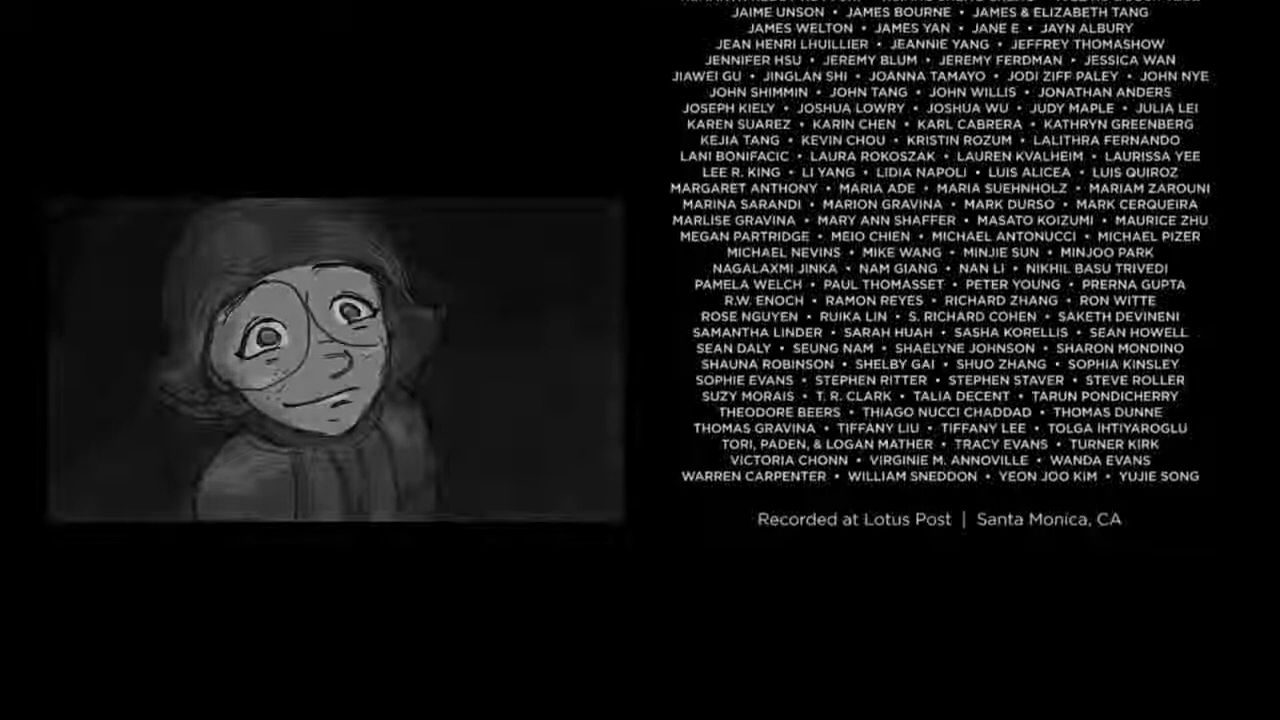 JAIME UNSON • JAMES BOURNE • JAMES & ELIZABETH TANG
JAMES WELTON • JAMES YAN • JANE E • JAYN ALBURY
JEAN HENRI LHUILLIER • JEANNIE YANG • JEFFREY THOMASHOW
JENNIFER HSU • JEREMY BLUM • JEREMY FERDMAN • JESSICA WAN
JIAWEI GU • JINGLAN SHI • JOANNA TAMAYO • JODI ZIFF PALEY • JOHN NYE
JOHN SHIMMIN • JOHN TANG • JOHN WILLIS • JONATHAN ANDERS
JOSEPH KIELY • JOSHUA LOWRY • JOSHUA WU • JUDY MAPLE • JULIA LEI
KAREN SUAREZ • KARIN CHEN • KARL CABRERA • KATHRYN GREENBERG
KEJIA TANG • KEVIN CHOU • KRISTIN ROZUM • LALITHRA FERNANDO
LANI BONIFACIC • LAURA ROKOSZAK • LAUREN KVALHEIM • LAURISSA YEE
LEE R. KING • LI YANG • LIDIA NAPOLI • LUIS ALICEA • LUIS QUIROZ
MARGARET ANTHONY • MARIA ADE • MARIA SUEHNHOLZ • MARIAM ZAROUNI
MARINA SARANDI • MARION GRAVINA • MARK DURSO • MARK CERQUEIRA
MARLISE GRAVINA • MARY ANN SHAFFER • MASATO KOIZUMI • MAURICE ZHU
MEGAN PARTRIDGE • MEIO CHIEN • MICHAEL ANTONUCCI • MICHAEL PIZER
MICHAEL NEVINS • MIKE WANG • MINJIE SUN • MINJOO PARK
NAGALAXMI JINKA • NAM GIANG • NAN LI • NIKHIL BASU TRIVEDI
PAMELA WELCH • PAUL THOMASSET • PETER YOUNG • PRERNA GUPTA
R.W. ENOCH • RAMON REYES • RICHARD ZHANG • RON WITTE
ROSE NGUYEN • RUIKA LIN • S. RICHARD COHEN • SAKETH DEVINENI
SAMANTHA LINDER • SARAH HUAH • SASHA KORELLIS • SEAN HOWELL
SEAN DALY • SEUNG NAM • SHAELYNE JOHNSON • SHARON MONDINO
SHAUNA ROBINSON • SHELBY GAI • SHUO ZHANG • SOPHIA KINSLEY
SOPHIE EVANS • STEPHEN RITTER • STEPHEN STAVER • STEVE ROLLER
SUZY MORAIS • T. R. CLARK • TALIA DECENT • TARUN PONDICHERRY
THEODORE BEERS • THIAGO NUCCI CHADDAD • THOMAS DUNNE
THOMAS GRAVINA • TIFFANY LIU • TIFFANY LEE • TOLGA IHTIYAROGLU
TORI, PADEN, & LOGAN MATHER • TRACY EVANS • TURNER KIRK
VICTORIA CHONN • VIRGINIE M. ANNOVILLE • WANDA EVANS
WARREN CARPENTER • WILLIAM SNEDDON • YEON JOO KIM • YUJIE SONG
Recorded at Lotus Post | Santa Monica, CA